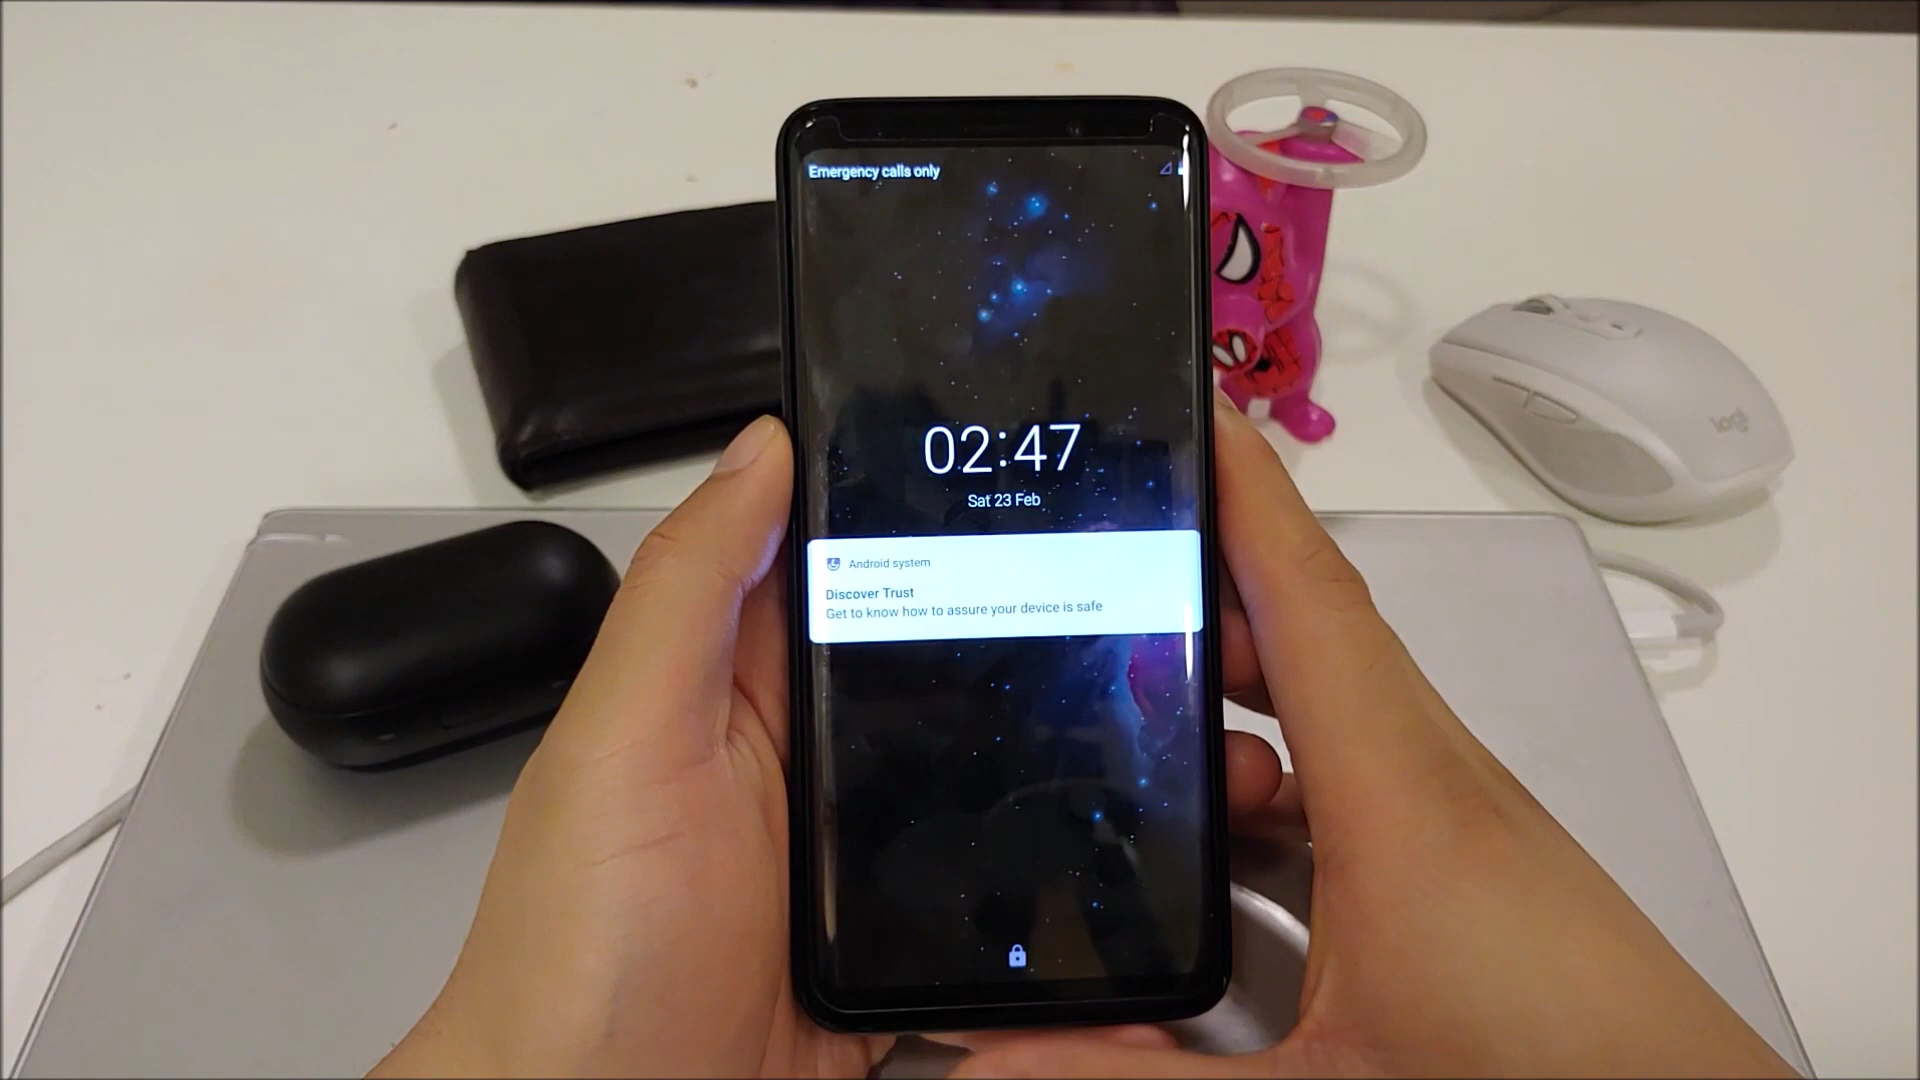 Emergency calls only
02:47
Sat 23 Feb
Android system
Discover Trust
Get to know how to assure your device is safe
logi